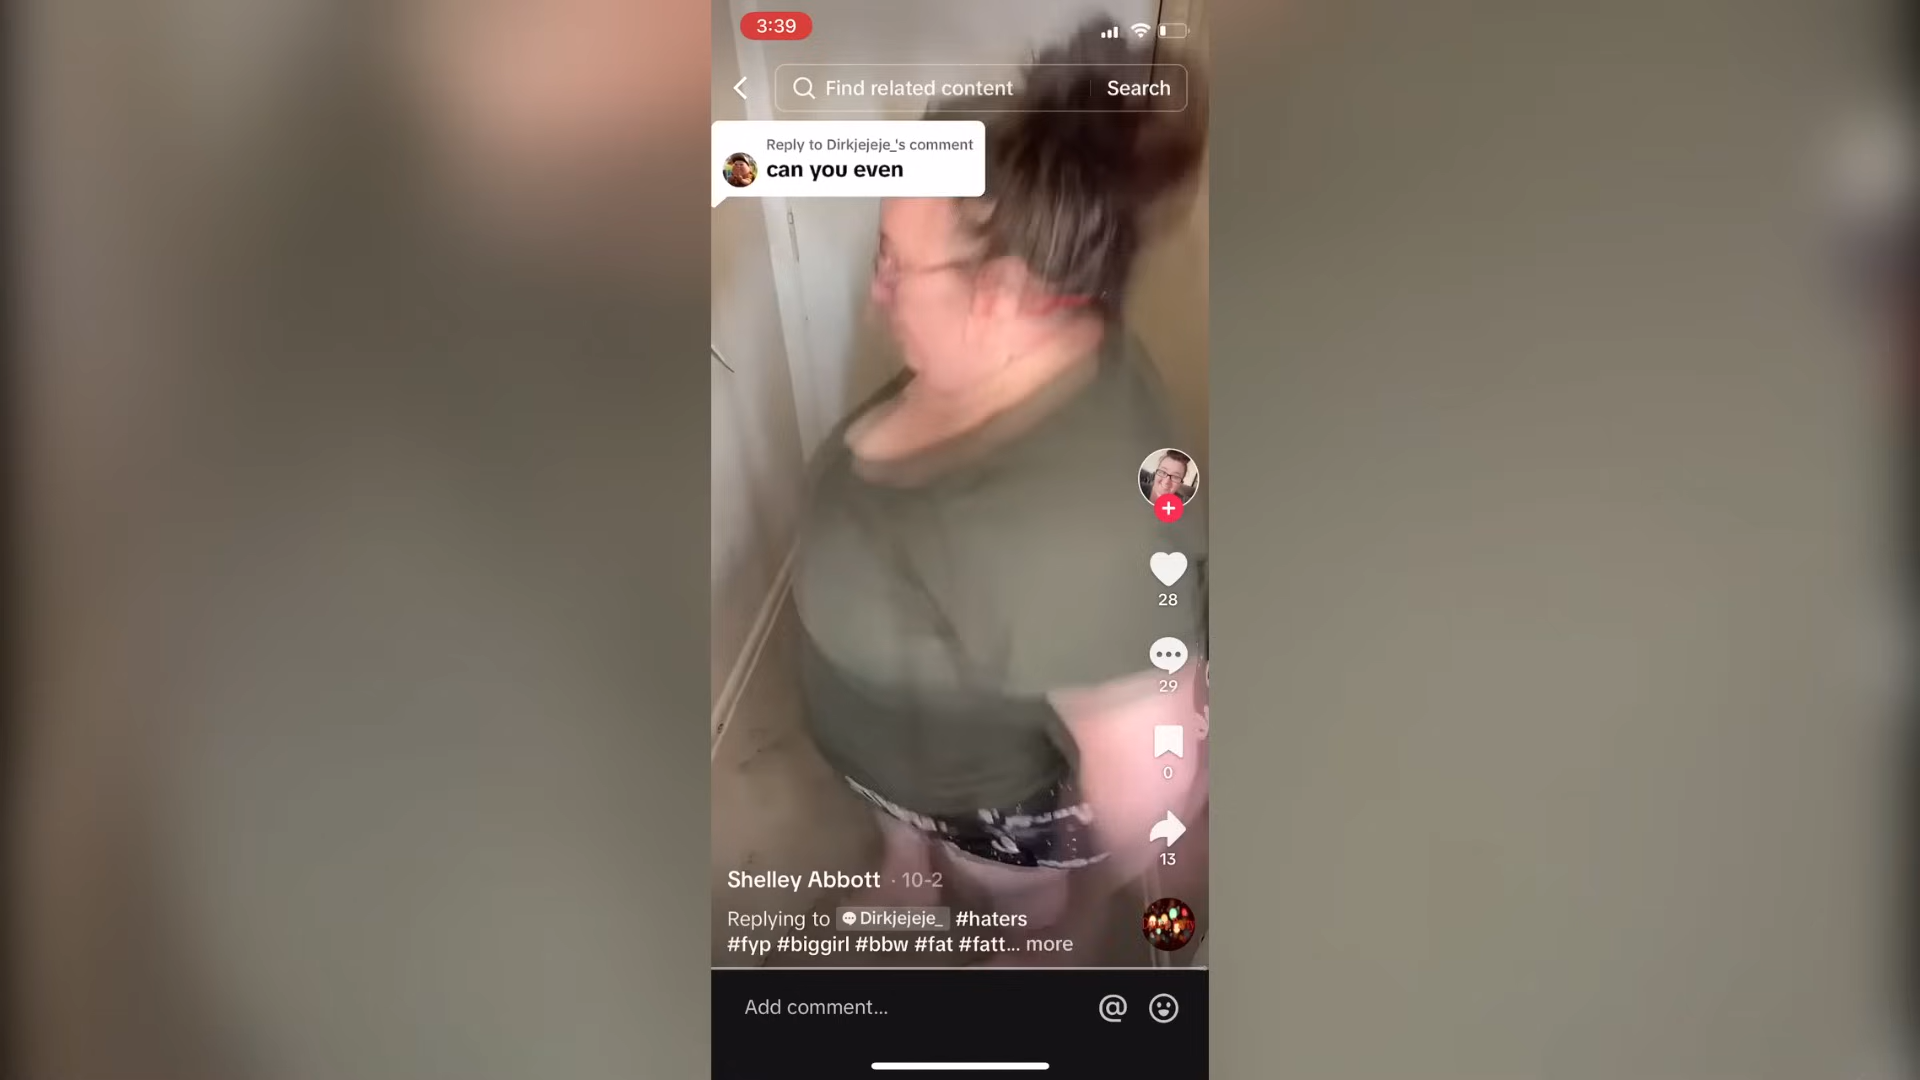 3:39
Find related content
Search
Reply to Dirkjejeje_'s comment
can you even
28
29
0
13
Shelley Abbott · 10-2
Replying to Dirkjejeje_ #haters
#fyp #biggirl #bbw #fat #fatt... more
Add comment...
@